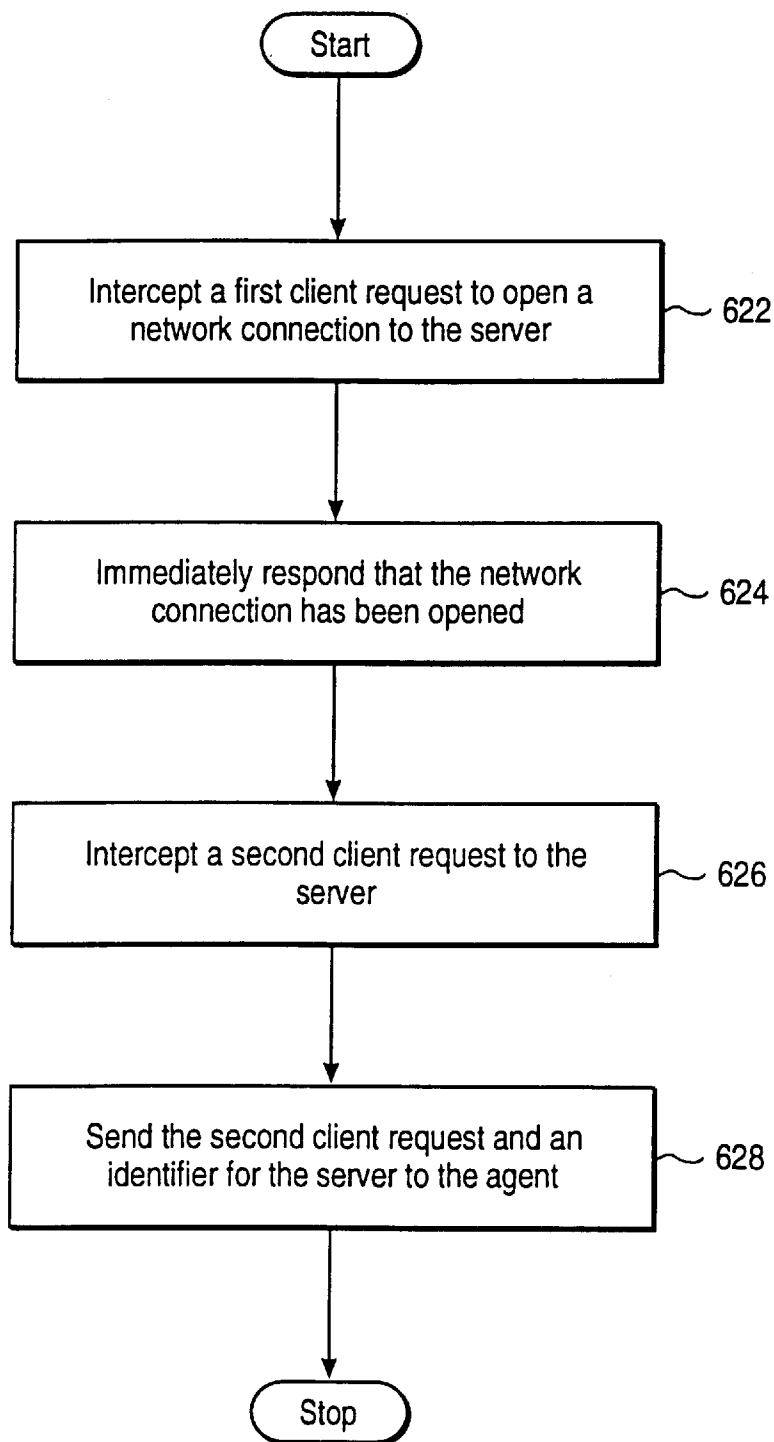 Start
Intercept a first client request to open a
network connection to the server
622
Immediately respond that the network
connection has been opened
624
Intercept a second client request to the
server
626
Send the second client request and an
identifier for the server to the agent
628
Stop